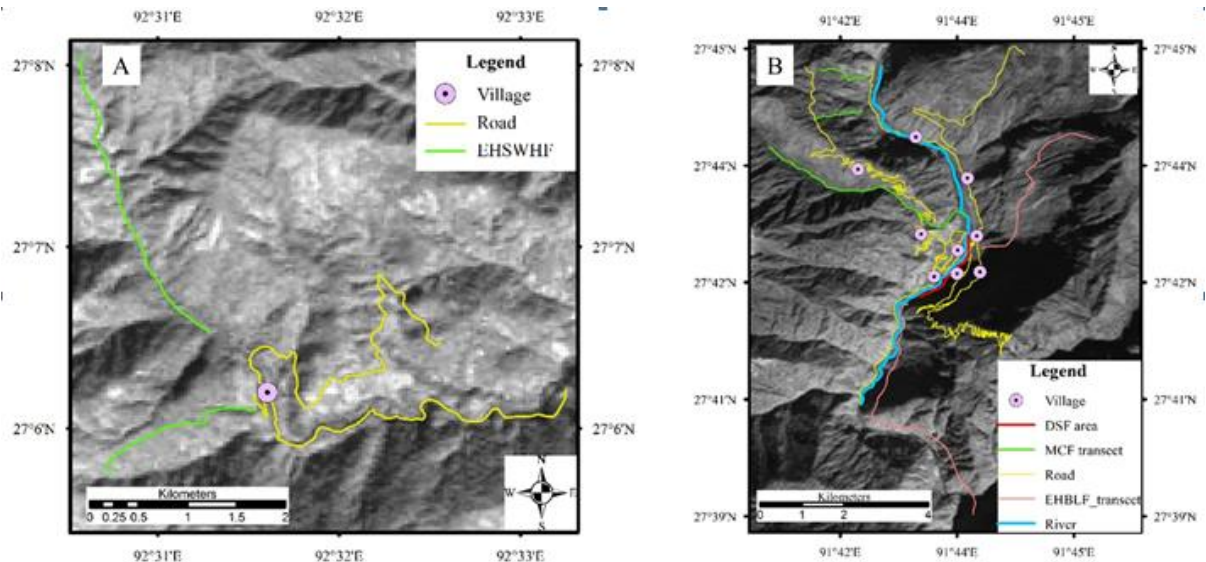 92°31'E 92°32'E 92°33'E
27°8'N 27°8'N
A
Legend
Village
Road
EHSWHF
27°7'N 27°7'N
27°6'N 27°6'N
Kilometers
0 0.25 0.5 1 1.5 2
N
W E
S
92°31'E 92°32'E 92°33'E
91°42'E 91°44'E 91°45'E
27°45'N 27°45'N
B
27°44'N 27°44'N
27°42'N 27°42'N
27°41'N 27°41'N
Legend
Village
DSF area
MCF transect
Road
EHBLF_transect
River
Kilometers
0 1 2 4
27°39'N 27°39'N
91°42'E 91°44'E 91°45'E